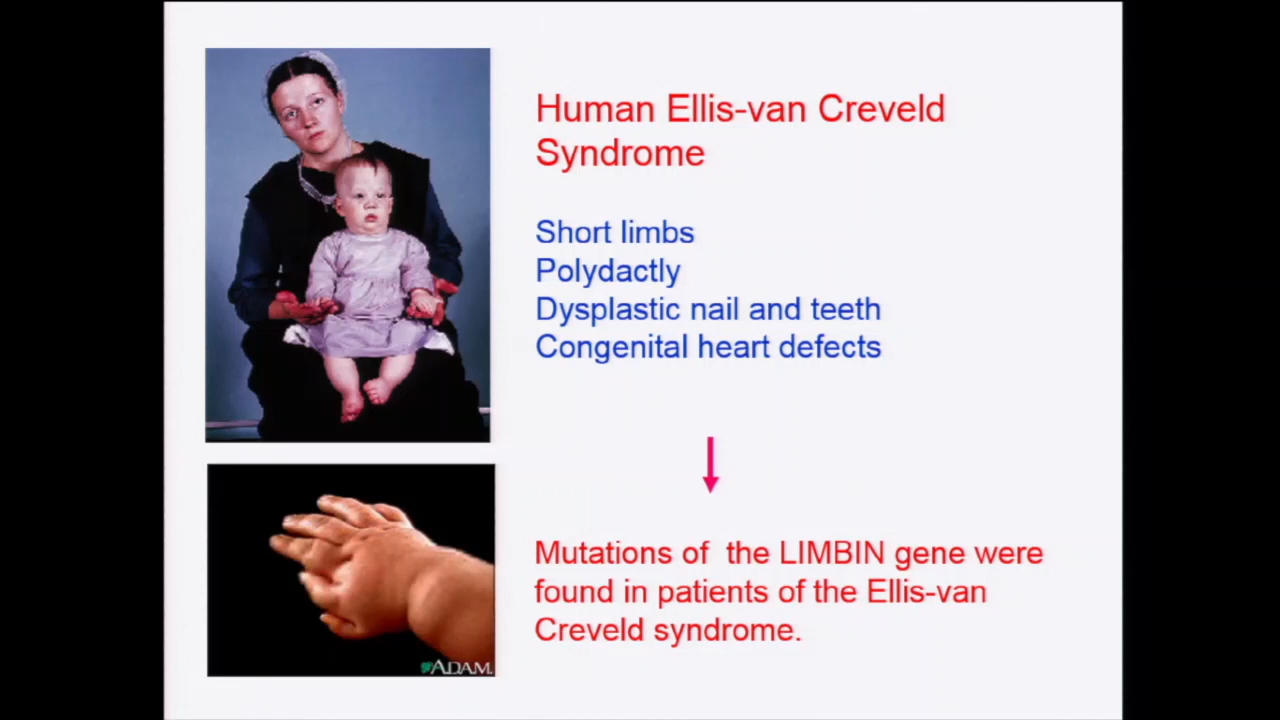 Human Ellis-van Creveld
Syndrome
Short limbs
Polydactly
Dysplastic nail and teeth
Congenital heart defects
Mutations of the LIMBIN gene were
found in patients of the Ellis-van
Creveld syndrome.
ADAM.